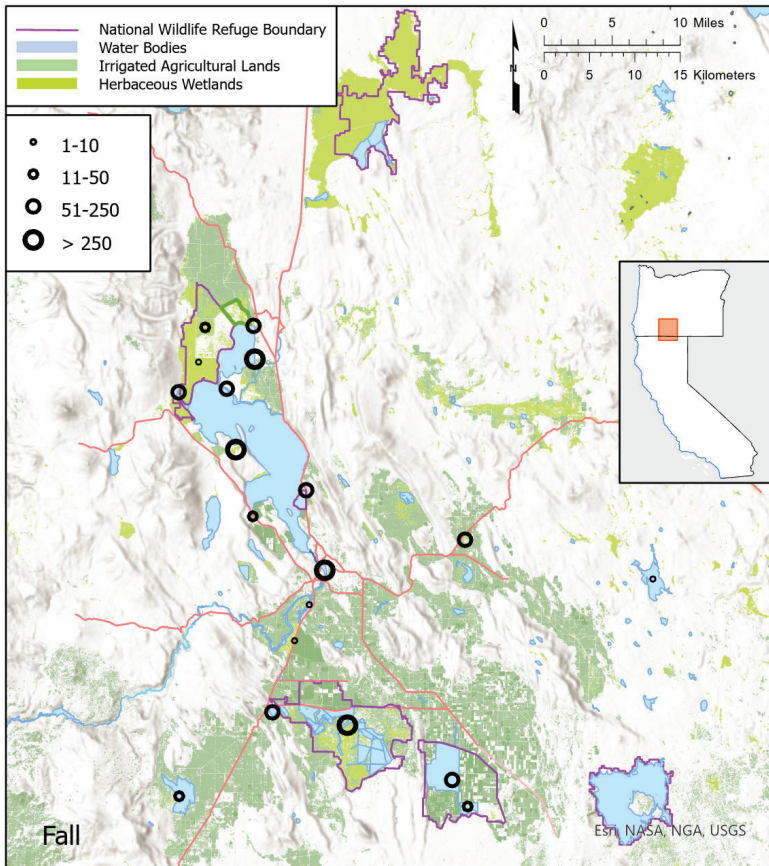 National Wildlife Refuge Boundary
Water Bodies
Irrigated Agricultural Lands
Herbaceous Wetlands
0 5 10 Miles
0 5 10 15 Kilometers
N
1-10
11-50
51-250
> 250
Fall
Esri, NASA, NGA, USGS